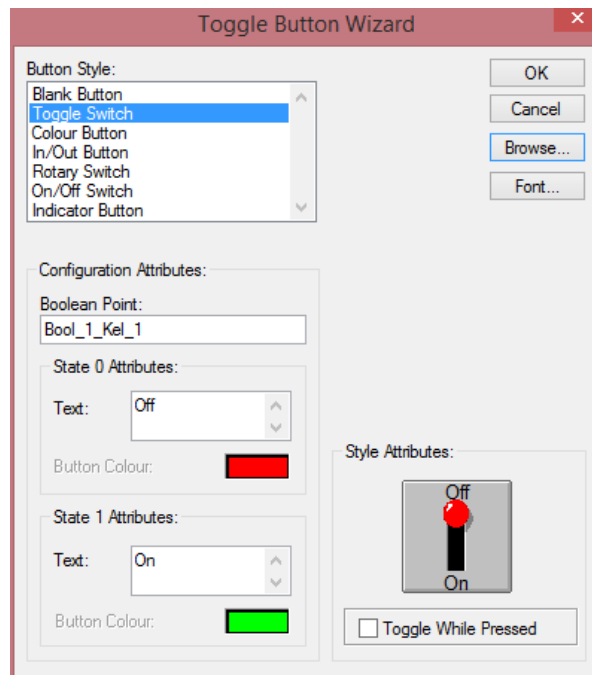 Toggle Button Wizard
Button Style:
Blank Button
Toggle Switch
Colour Button
In/Out Button
Rotary Switch
On/Off Switch
Indicator Button
OK
Cancel
Browse...
Font...
Configuration Attributes:
Boolean Point:
Bool_1_Kel_1
State 0 Attributes:
Text: Off
Button Colour:
State 1 Attributes:
Text: On
Button Colour:
Style Attributes:
Off
On
Toggle While Pressed